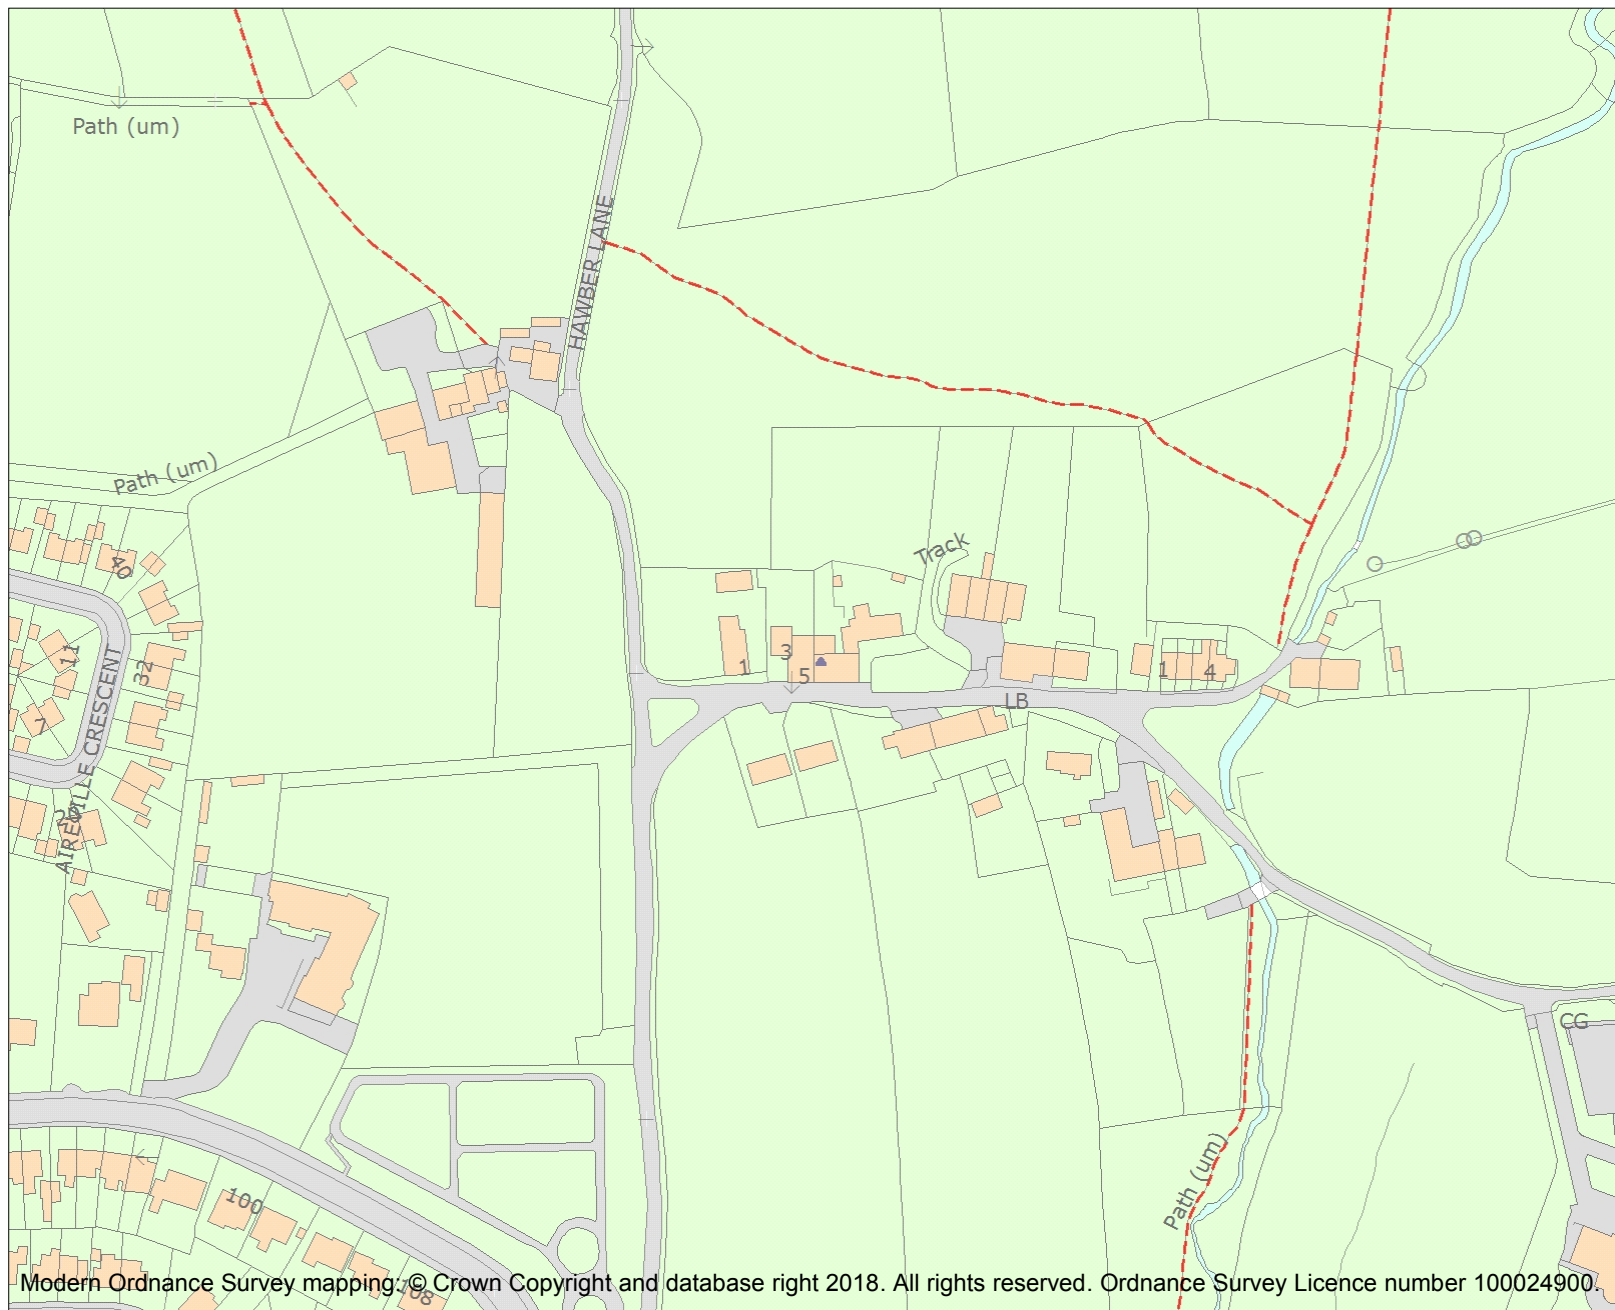 Path (um)
HAWBER LANE
Path (um)
Track
40
11
32
7
AIREVILLE CRESCENT
1
3
5
1
4
LB
CG
Path (um)
100
108
Modern Ordnance Survey mapping: © Crown Copyright and database right 2018. All rights reserved. Ordnance Survey Licence number 100024900.